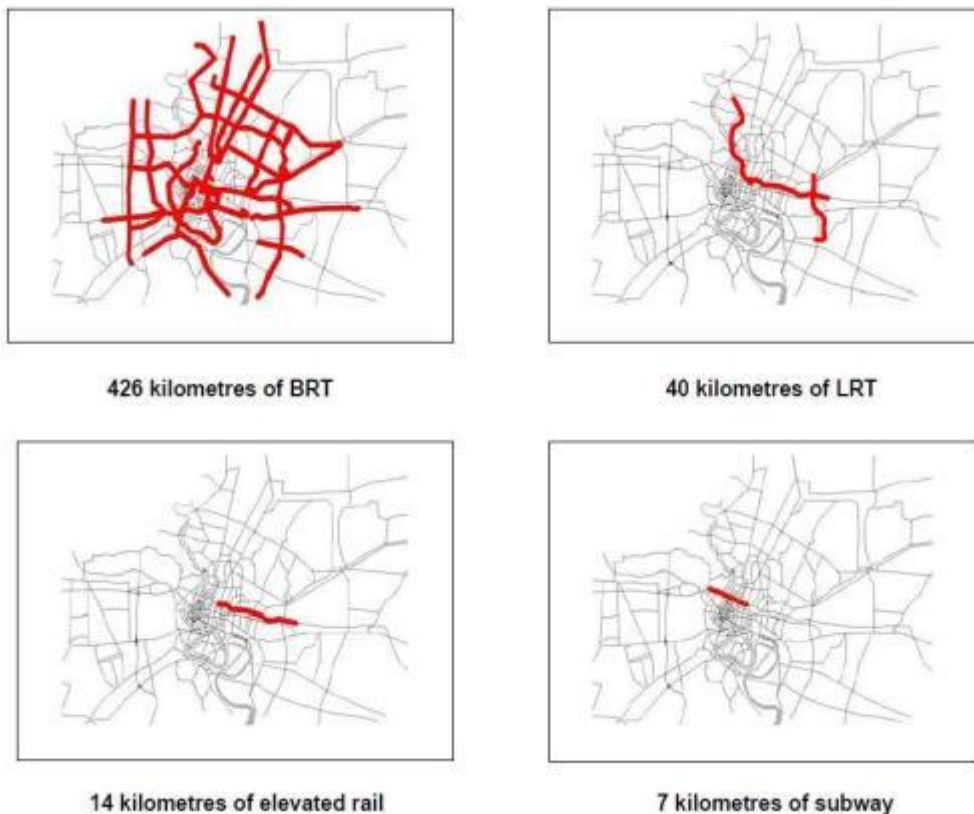 426 kilometres of BRT
40 kilometres of LRT
14 kilometres of elevated rail
7 kilometres of subway